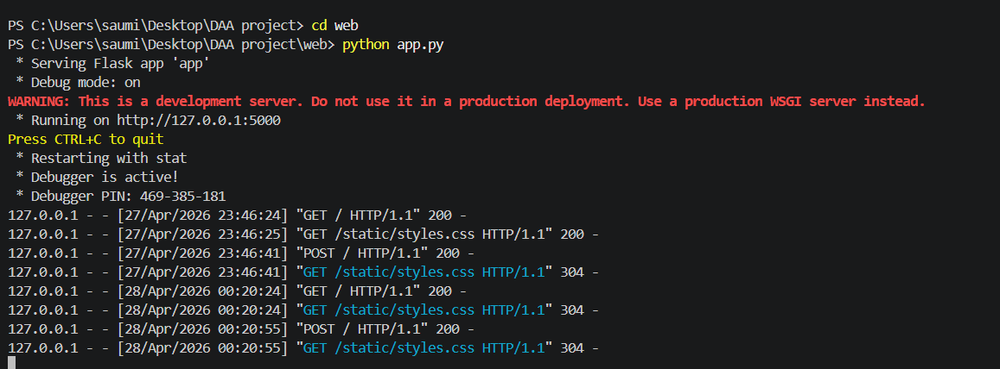 PS C:\Users\saumi\Desktop\DAA project> cd web
PS C:\Users\saumi\Desktop\DAA project\web> python app.py
 * Serving Flask app 'app'
 * Debug mode: on
WARNING: This is a development server. Do not use it in a production deployment. Use a production WSGI server instead.
 * Running on http://127.0.0.1:5000
Press CTRL+C to quit
 * Restarting with stat
 * Debugger is active!
 * Debugger PIN: 469-385-181
127.0.0.1 - - [27/Apr/2026 23:46:24] "GET / HTTP/1.1" 200 -
127.0.0.1 - - [27/Apr/2026 23:46:25] "GET /static/styles.css HTTP/1.1" 200 -
127.0.0.1 - - [27/Apr/2026 23:46:41] "POST / HTTP/1.1" 200 -
127.0.0.1 - - [27/Apr/2026 23:46:41] "GET /static/styles.css HTTP/1.1" 304 -
127.0.0.1 - - [28/Apr/2026 00:20:24] "GET / HTTP/1.1" 200 -
127.0.0.1 - - [28/Apr/2026 00:20:24] "GET /static/styles.css HTTP/1.1" 304 -
127.0.0.1 - - [28/Apr/2026 00:20:55] "POST / HTTP/1.1" 200 -
127.0.0.1 - - [28/Apr/2026 00:20:55] "GET /static/styles.css HTTP/1.1" 304 -